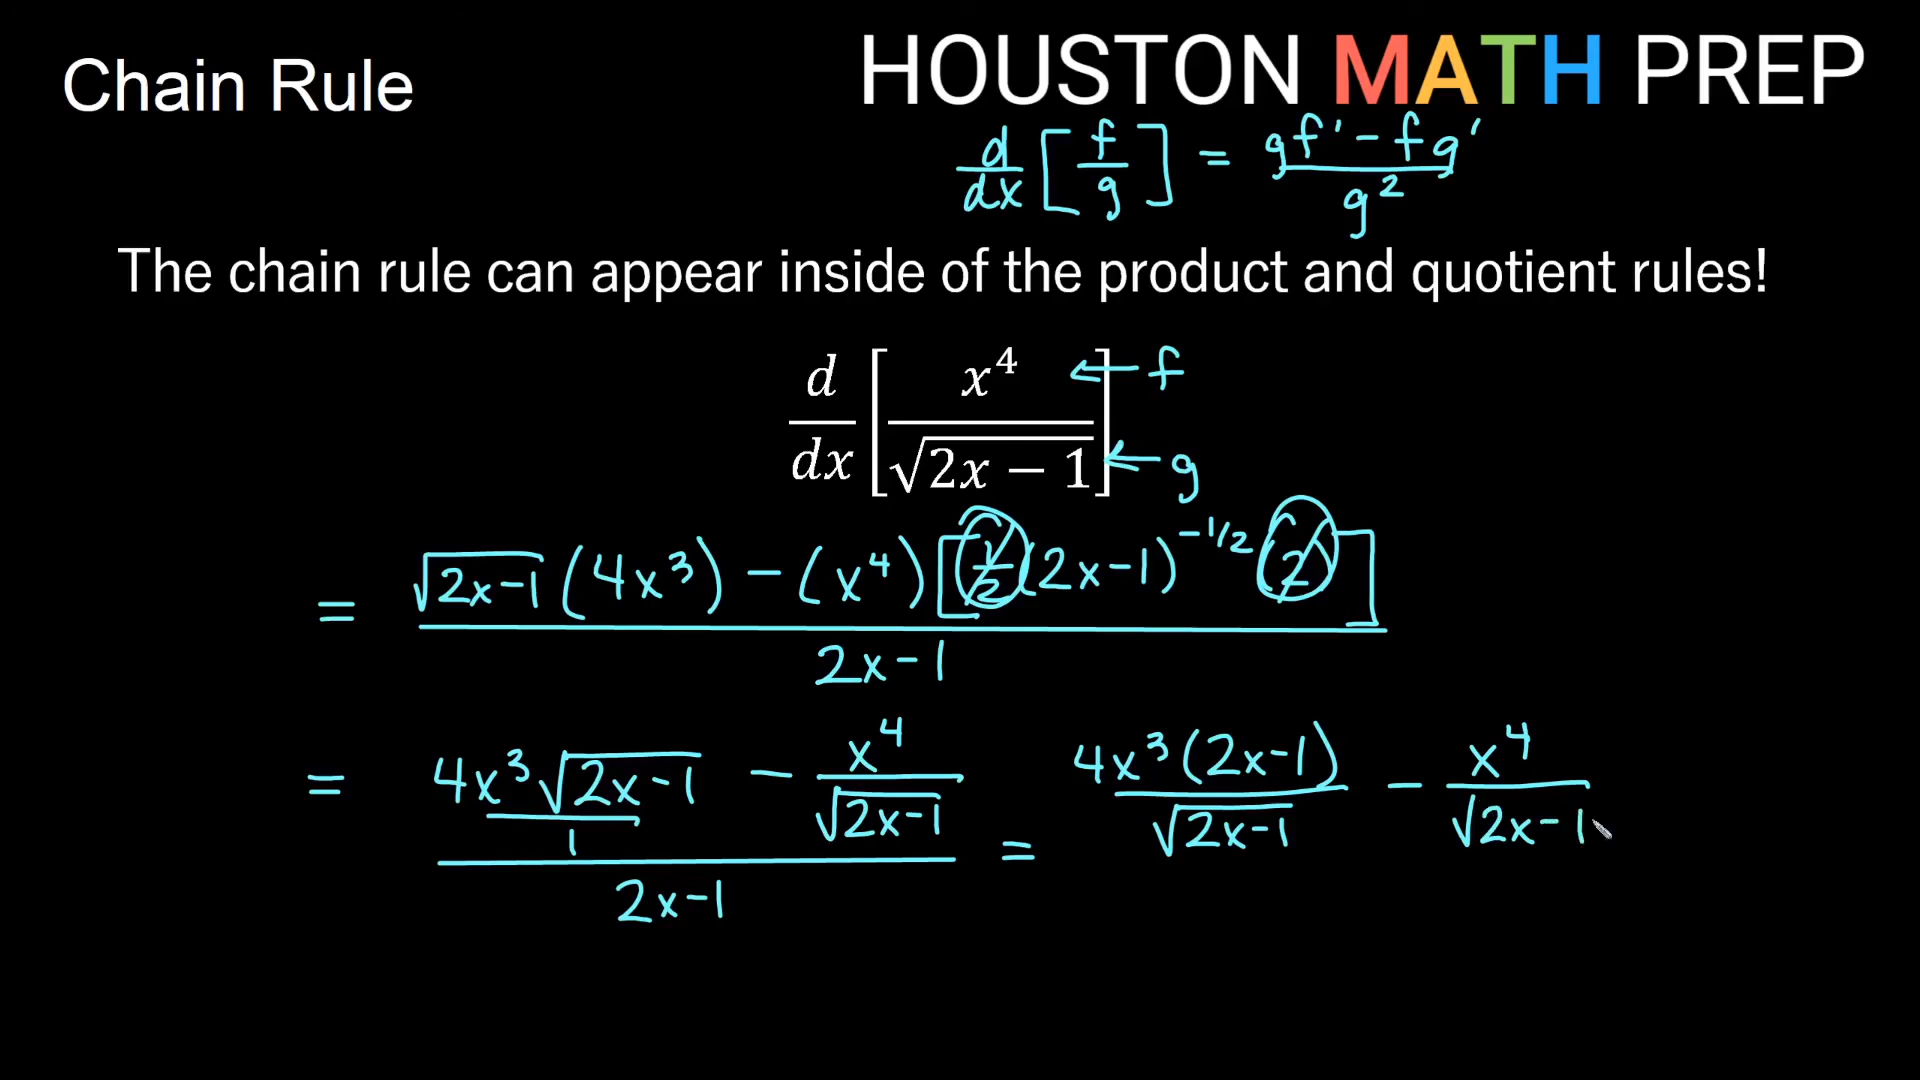 Chain Rule
HOUSTON MATH PREP
d/dx [f/g] = (gf' - fg')/g²
The chain rule can appear inside of the product and quotient rules!
d/dx [x⁴/√(2x − 1)] ← f ← g
= (√(2x-1) (4x³) - (x⁴) [1/2 (2x-1)^(-1/2) (2)])/(2x-1)
= (4x³√(2x-1)/1 - x⁴/√(2x-1))/(2x-1) = 4x³(2x-1)/√(2x-1) - x⁴/√(2x-1)